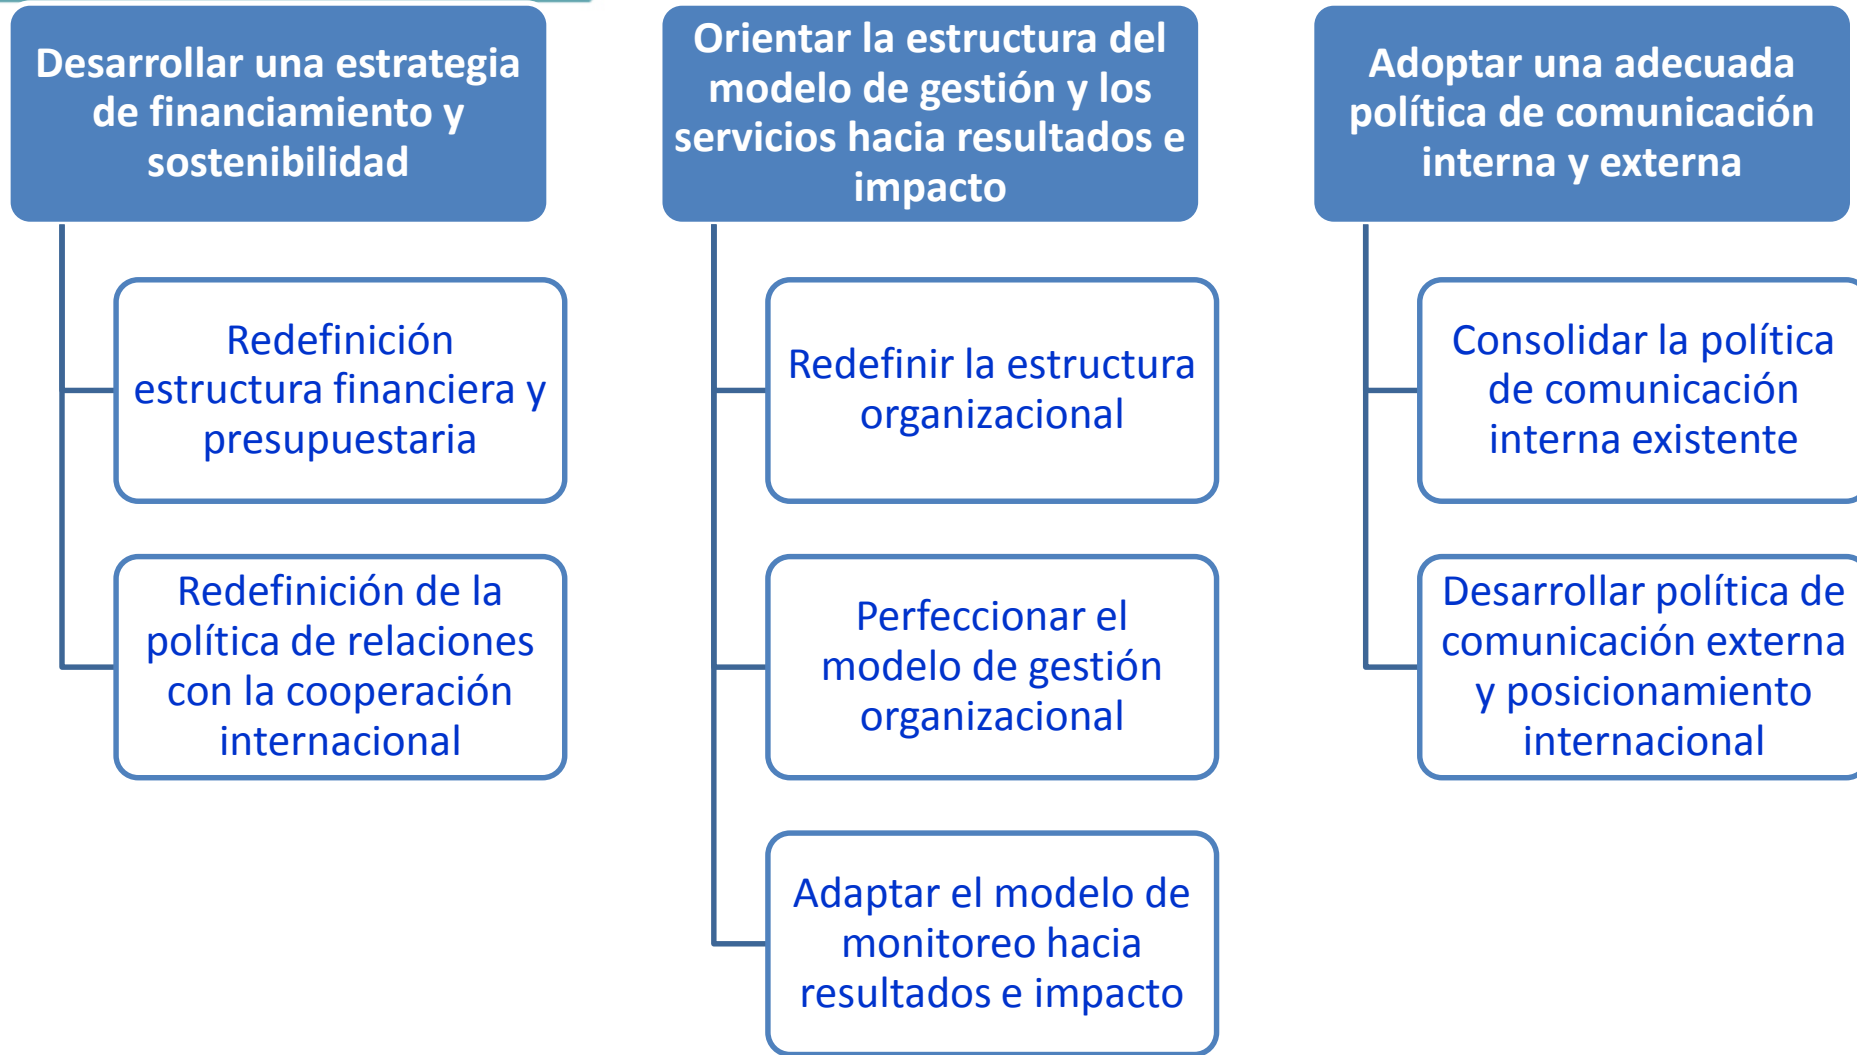 Desarrollar una estrategia
de financiamiento y
sostenibilidad
Redefinición
estructura financiera y
presupuestaria
Redefinición de la
política de relaciones
con la cooperación
internacional
Orientar la estructura del
modelo de gestión y los
servicios hacia resultados e
impacto
Redefinir la estructura
organizacional
Perfeccionar el
modelo de gestión
organizacional
Adaptar el modelo de
monitoreo hacia
resultados e impacto
Adoptar una adecuada
política de comunicación
interna y externa
Consolidar la política
de comunicación
interna existente
Desarrollar política de
comunicación externa
y posicionamiento
internacional